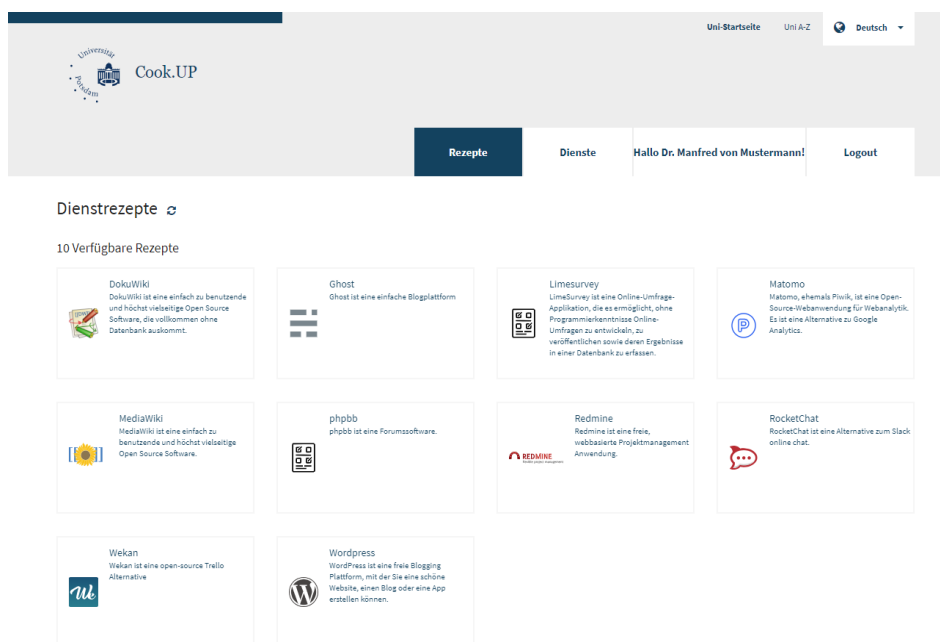 Uni-Startseite Uni A-Z Deutsch
Universität
Potsdam
Cook.UP
Rezepte Dienste Hallo Dr. Manfred von Mustermann! Logout
Dienstrezepte
10 Verfügbare Rezepte
DokuWiki
DokuWiki ist eine einfach zu benutzende
und höchst vielseitige Open Source
Software, die vollkommen ohne
Datenbank auskommt.
Ghost
Ghost ist eine einfache Blogplattform
Limesurvey
LimeSurvey ist eine Online-Umfrage-
Applikation, die es ermöglicht, ohne
Programmierkenntnisse Online-
Umfragen zu entwickeln, zu
veröffentlichen sowie deren Ergebnisse
in einer Datenbank zu erfassen.
Matomo
Matomo, ehemals Piwik, ist eine Open-
Source-Webanwendung für Webanalytik.
Es ist eine Alternative zu Google
Analytics.
MediaWiki
MediaWiki ist eine einfach zu
benutzende und höchst vielseitige
Open Source Software.
phpbb
phpbb ist eine Forumssoftware.
REDMINE
Redmine
Redmine ist eine freie,
webbasierte Projektmanagement
Anwendung.
RocketChat
RocketChat ist eine Alternative zum Slack
online chat.
We
Wekan
Wekan ist eine open-source Trello
Alternative
Wordpress
WordPress ist eine freie Blogging
Plattform, mit der Sie eine schöne
Website, einen Blog oder eine App
erstellen können.